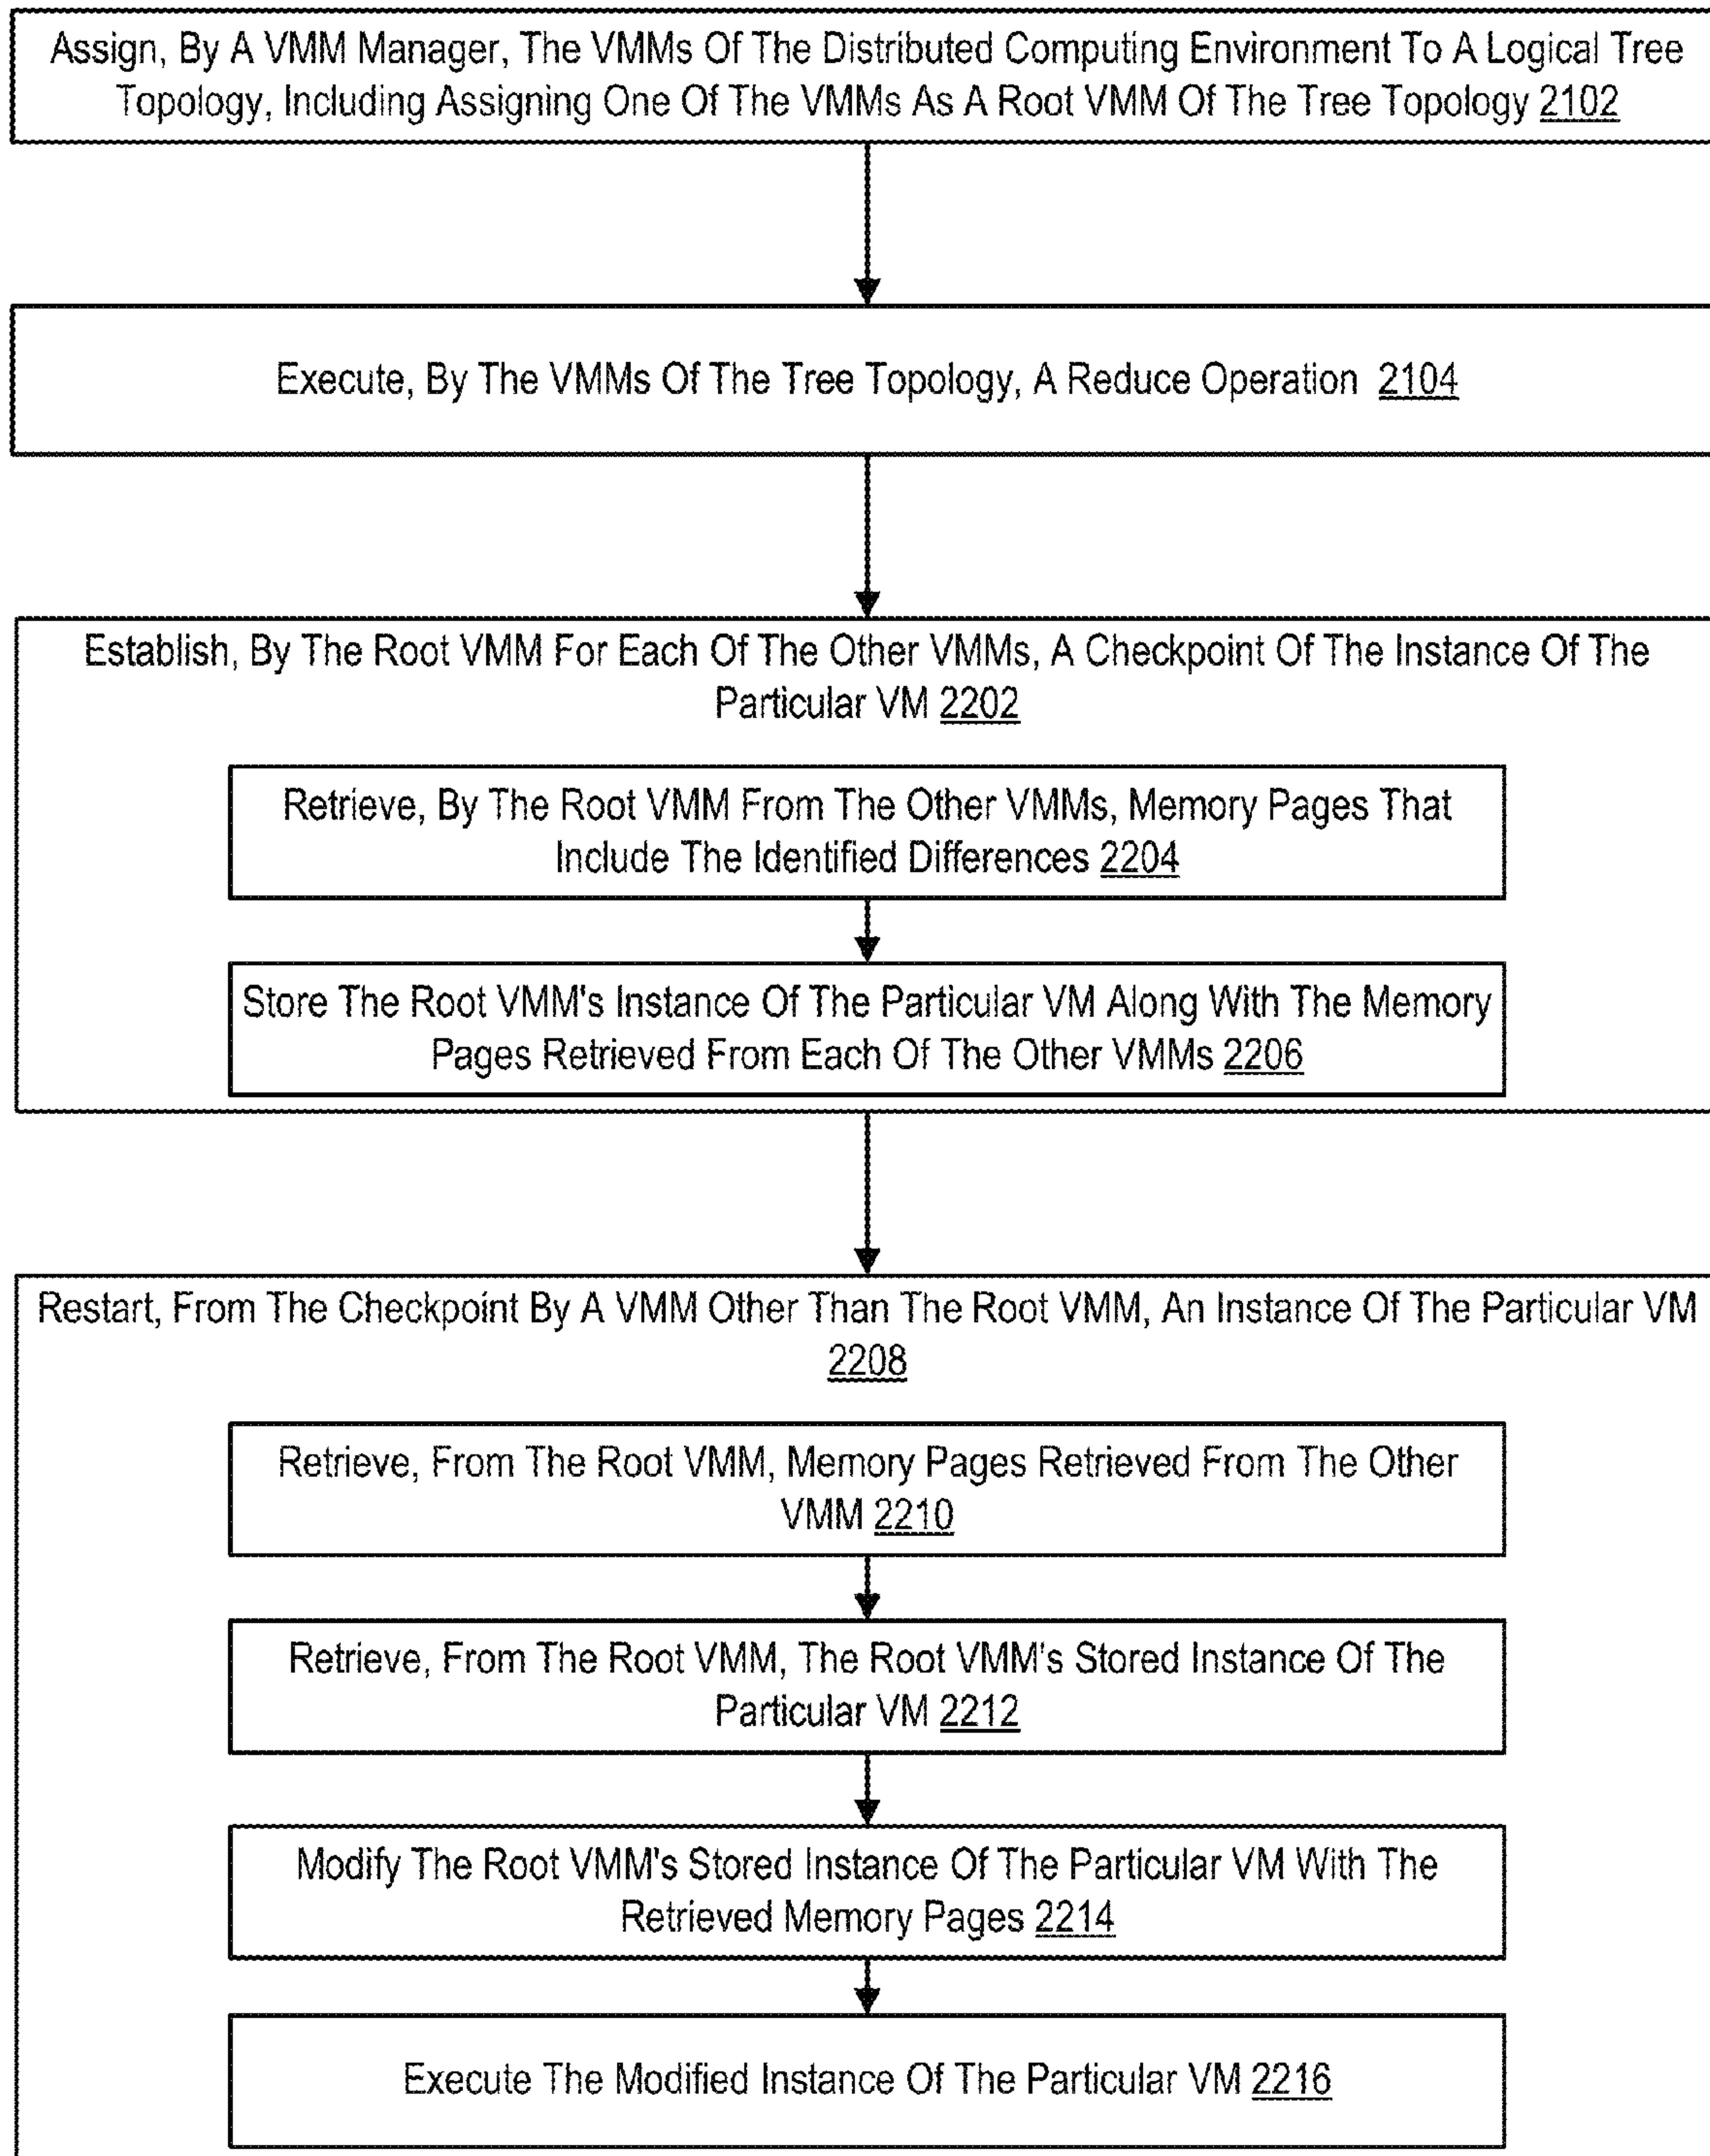 Assign, By A VMM Manager, The VMMs Of The Distributed Computing Environment To A Logical Tree
Topology, Including Assigning One Of The VMMs As A Root VMM Of The Tree Topology 2102
Execute, By The VMMs Of The Tree Topology, A Reduce Operation 2104
Establish, By The Root VMM For Each Of The Other VMMs, A Checkpoint Of The Instance Of The
Particular VM 2202
Retrieve, By The Root VMM From The Other VMMs, Memory Pages That
Include The Identified Differences 2204
Store The Root VMM's Instance Of The Particular VM Along With The Memory
Pages Retrieved From Each Of The Other VMMs 2206
Restart, From The Checkpoint By A VMM Other Than The Root VMM, An Instance Of The Particular VM
2208
Retrieve, From The Root VMM, Memory Pages Retrieved From The Other
VMM 2210
Retrieve, From The Root VMM, The Root VMM's Stored Instance Of The
Particular VM 2212
Modify The Root VMM's Stored Instance Of The Particular VM With The
Retrieved Memory Pages 2214
Execute The Modified Instance Of The Particular VM 2216